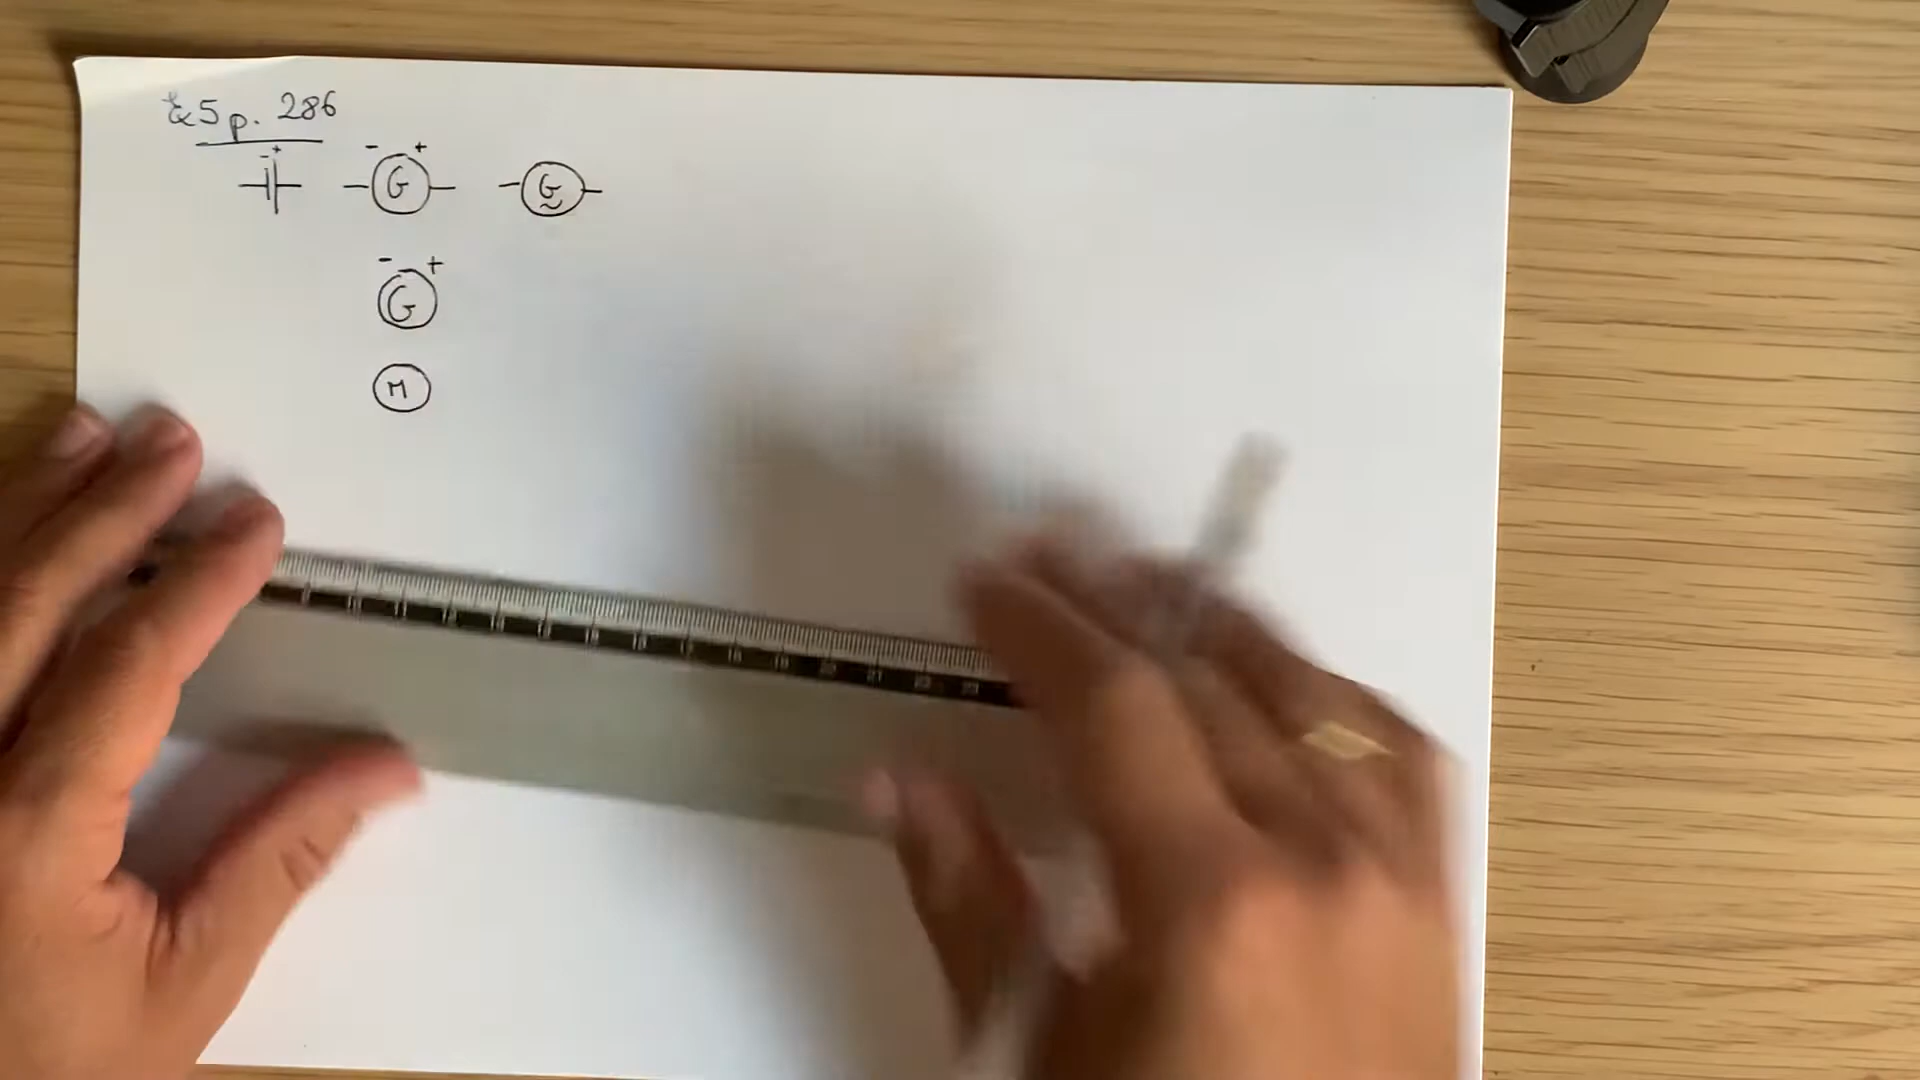 Ex 5 p. 286
- + - +
G G
~
- +
G
M